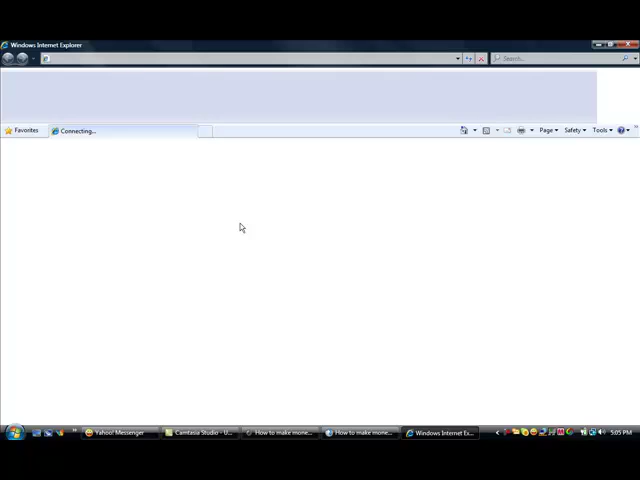 Windows Internet Explorer
Search...
Favorites
Connecting...
Page
Safety
Tools
Yahoo! Messenger
Camtasia Studio - U...
How to make mone...
How to make mone...
Windows Internet Ex...
5:05 PM